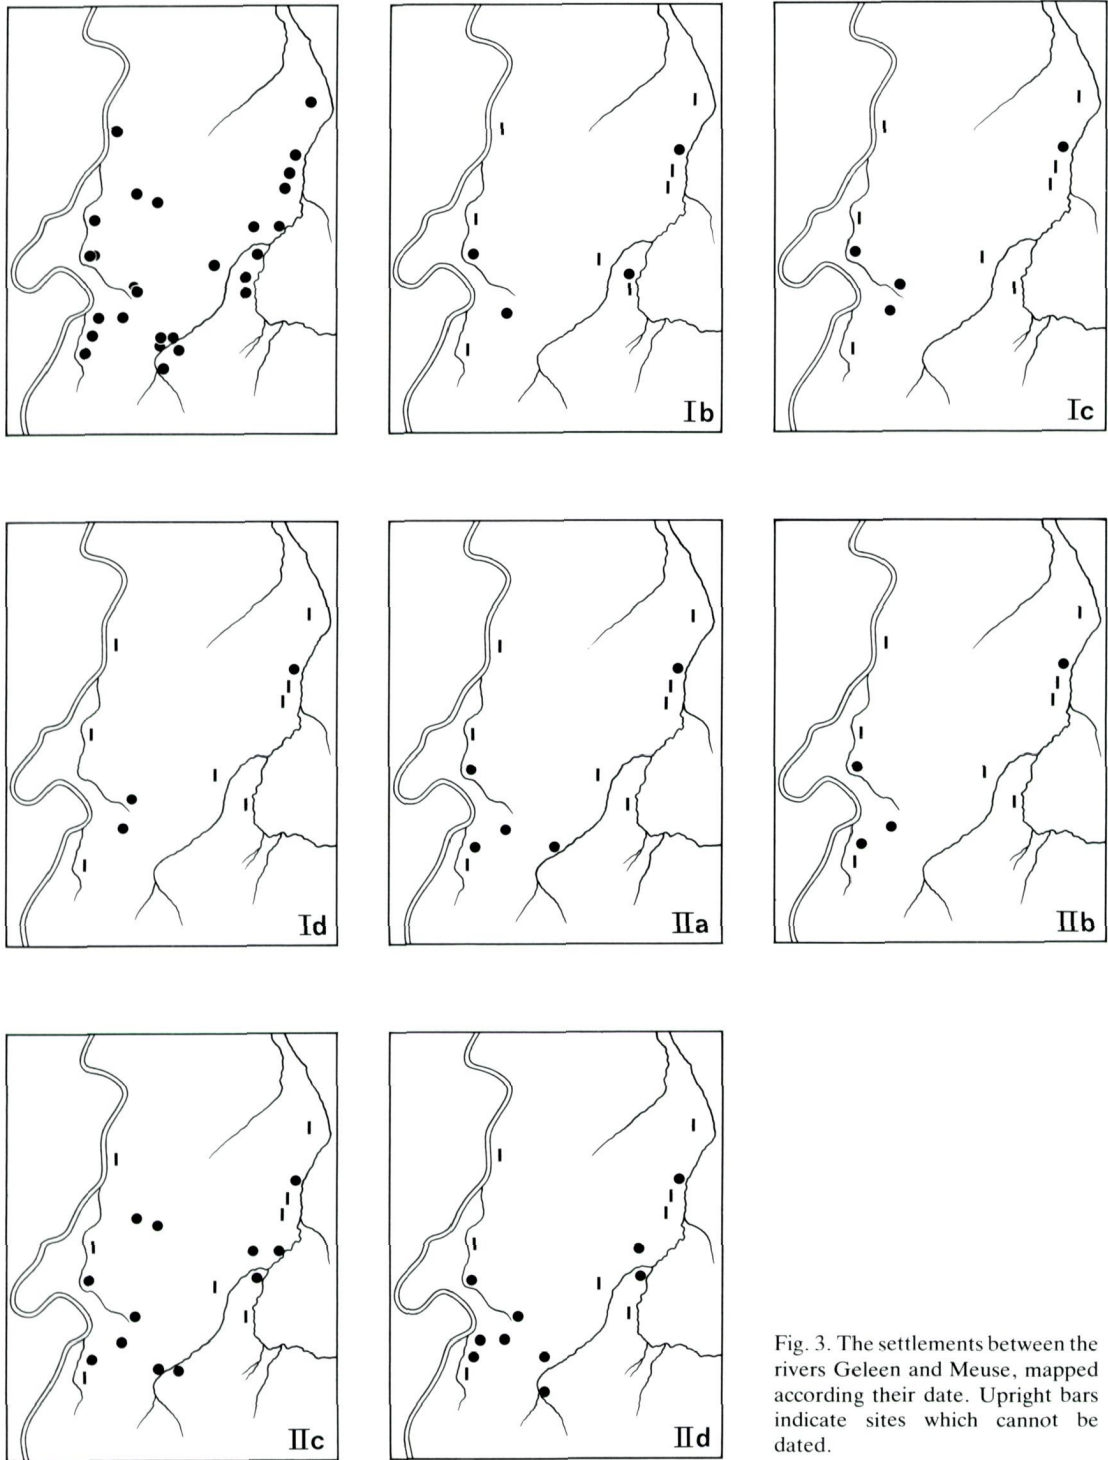 Ib
Ic
Id
IIa
IIb
IIc
IId
Fig. 3. The settlements between the
rivers Geleen and Meuse, mapped
according their date. Upright bars
indicate sites which cannot be
dated.